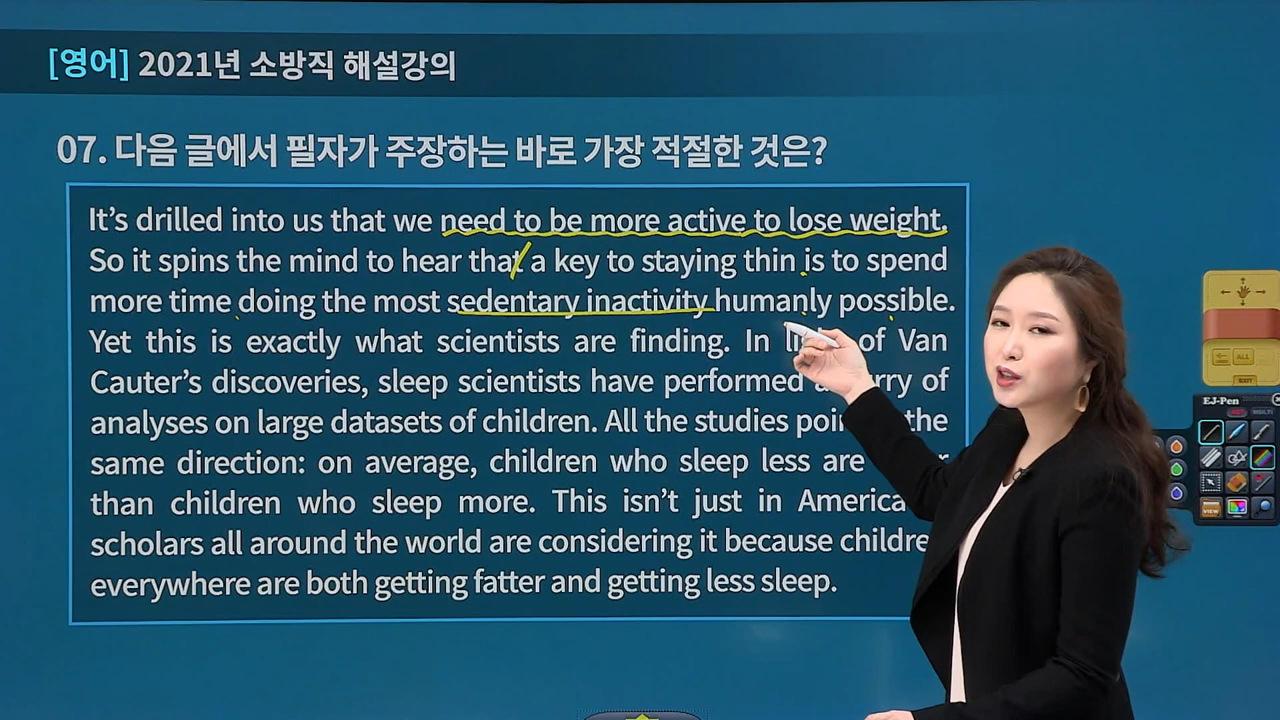 [영어] 2021년 소방직 해설강의
07. 다음 글에서 필자가 주장하는 바로 가장 적절한 것은?
It's drilled into us that we need to be more active to lose weight.
So it spins the mind to hear that a key to staying thin is to spend
more time doing the most sedentary inactivity humanly possible.
Yet this is exactly what scientists are finding. In of Van
Cauter's discoveries, sleep scientists have performed of
analyses on large datasets of children. All the studies the
same direction: on average, children who sleep less are
than children who sleep more. This isn't just in America
scholars all around the world are considering it because
everywhere are both getting fatter and getting less sleep.
EJ-Pen
ALL
EXIT
VIEW